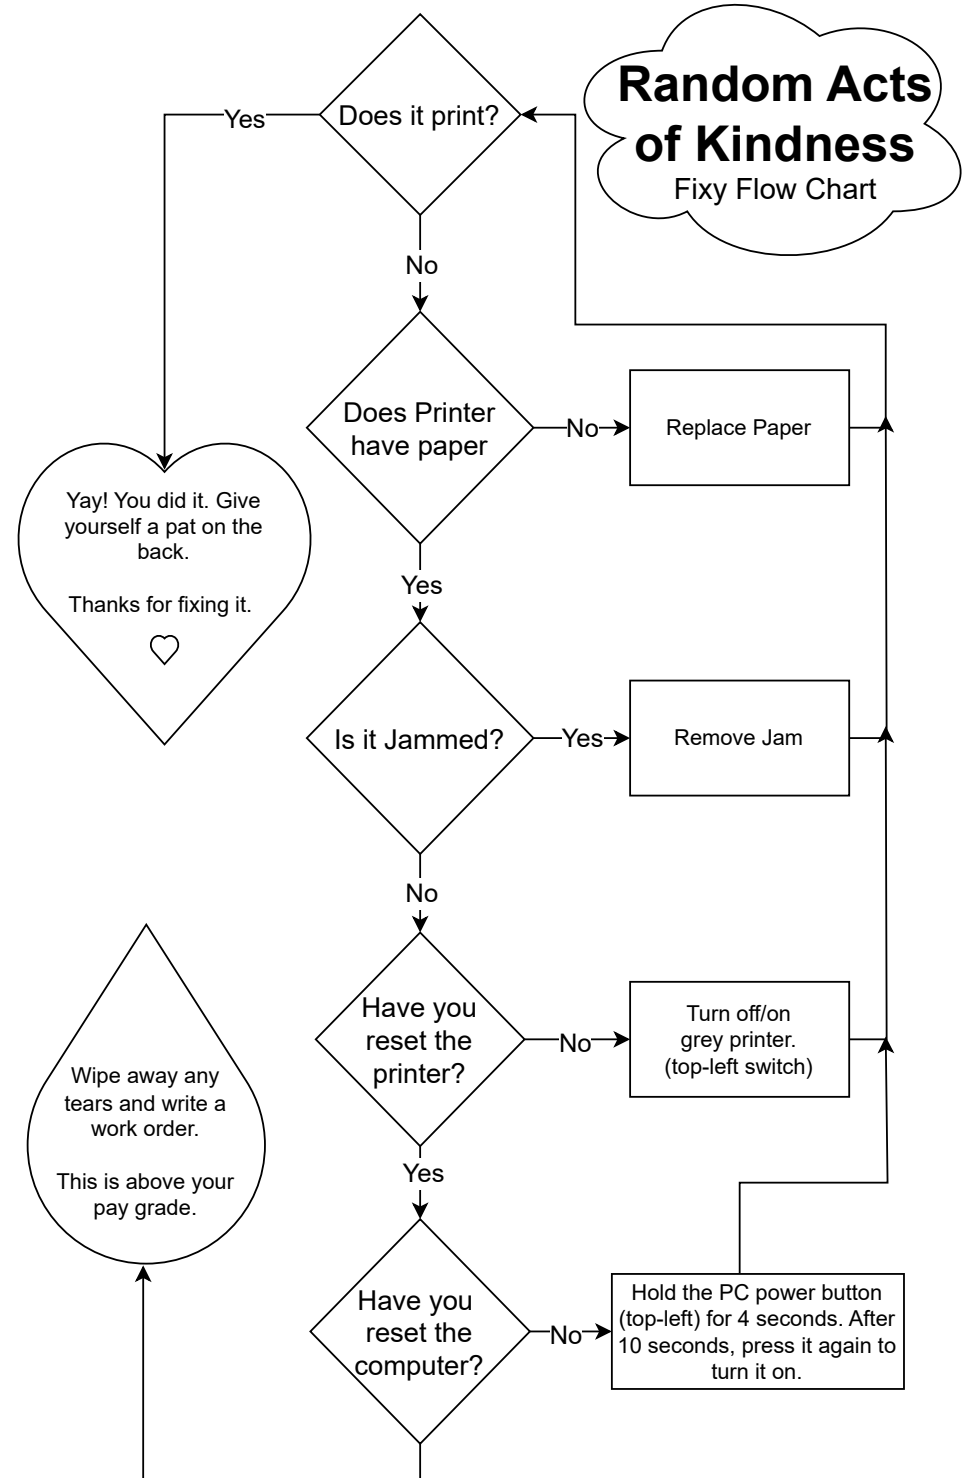 Random Acts
of Kindness
Fixy Flow Chart
Does it print?
Yes
No
Does Printer
have paper
No
Replace Paper
Yes
Yay! You did it. Give
yourself a pat on the
back.
Thanks for fixing it.
Is it Jammed?
Yes
Remove Jam
No
Have you
reset the
printer?
No
Turn off/on
grey printer.
(top-left switch)
Yes
Wipe away any
tears and write a
work order.
This is above your
pay grade.
Have you
reset the
computer?
No
Hold the PC power button
(top-left) for 4 seconds. After
10 seconds, press it again to
turn it on.